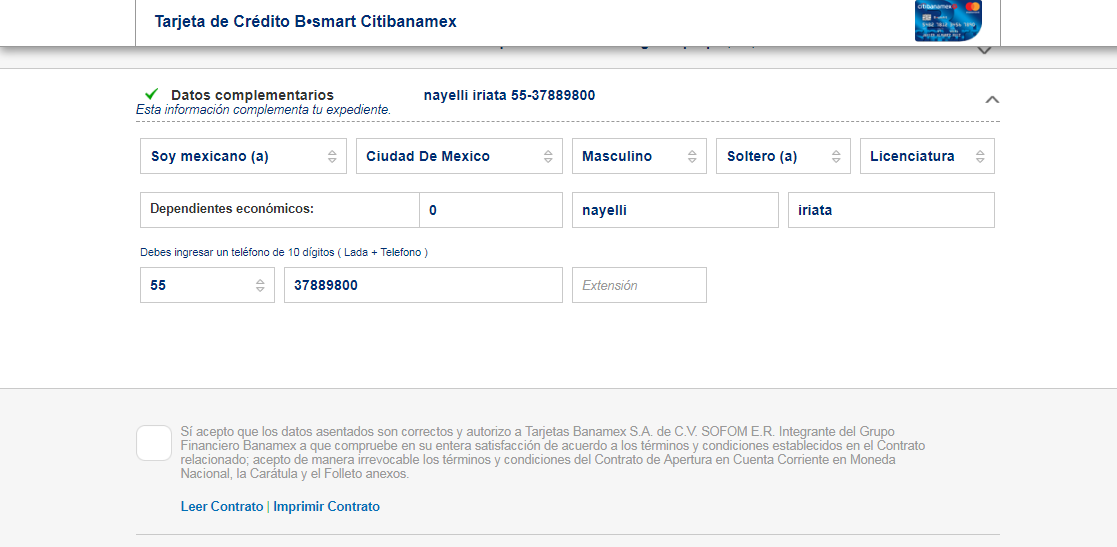 Tarjeta de Crédito B•smart Citibanamex
citibanamex
Datos complementarios
nayelli iriata 55-37889800
Esta información complementa tu expediente.
Soy mexicano (a)
Ciudad De Mexico
Masculino
Soltero (a)
Licenciatura
Dependientes económicos:
0
nayelli
iriata
Debes ingresar un teléfono de 10 dígitos ( Lada + Telefono )
55
37889800
Extensión
Sí acepto que los datos asentados son correctos y autorizo a Tarjetas Banamex S.A. de C.V. SOFOM E.R. Integrante del Grupo
Financiero Banamex a que compruebe en su entera satisfacción de acuerdo a los términos y condiciones establecidos en el Contrato
relacionado; acepto de manera irrevocable los términos y condiciones del Contrato de Apertura en Cuenta Corriente en Moneda
Nacional, la Carátula y el Folleto anexos.
Leer Contrato | Imprimir Contrato